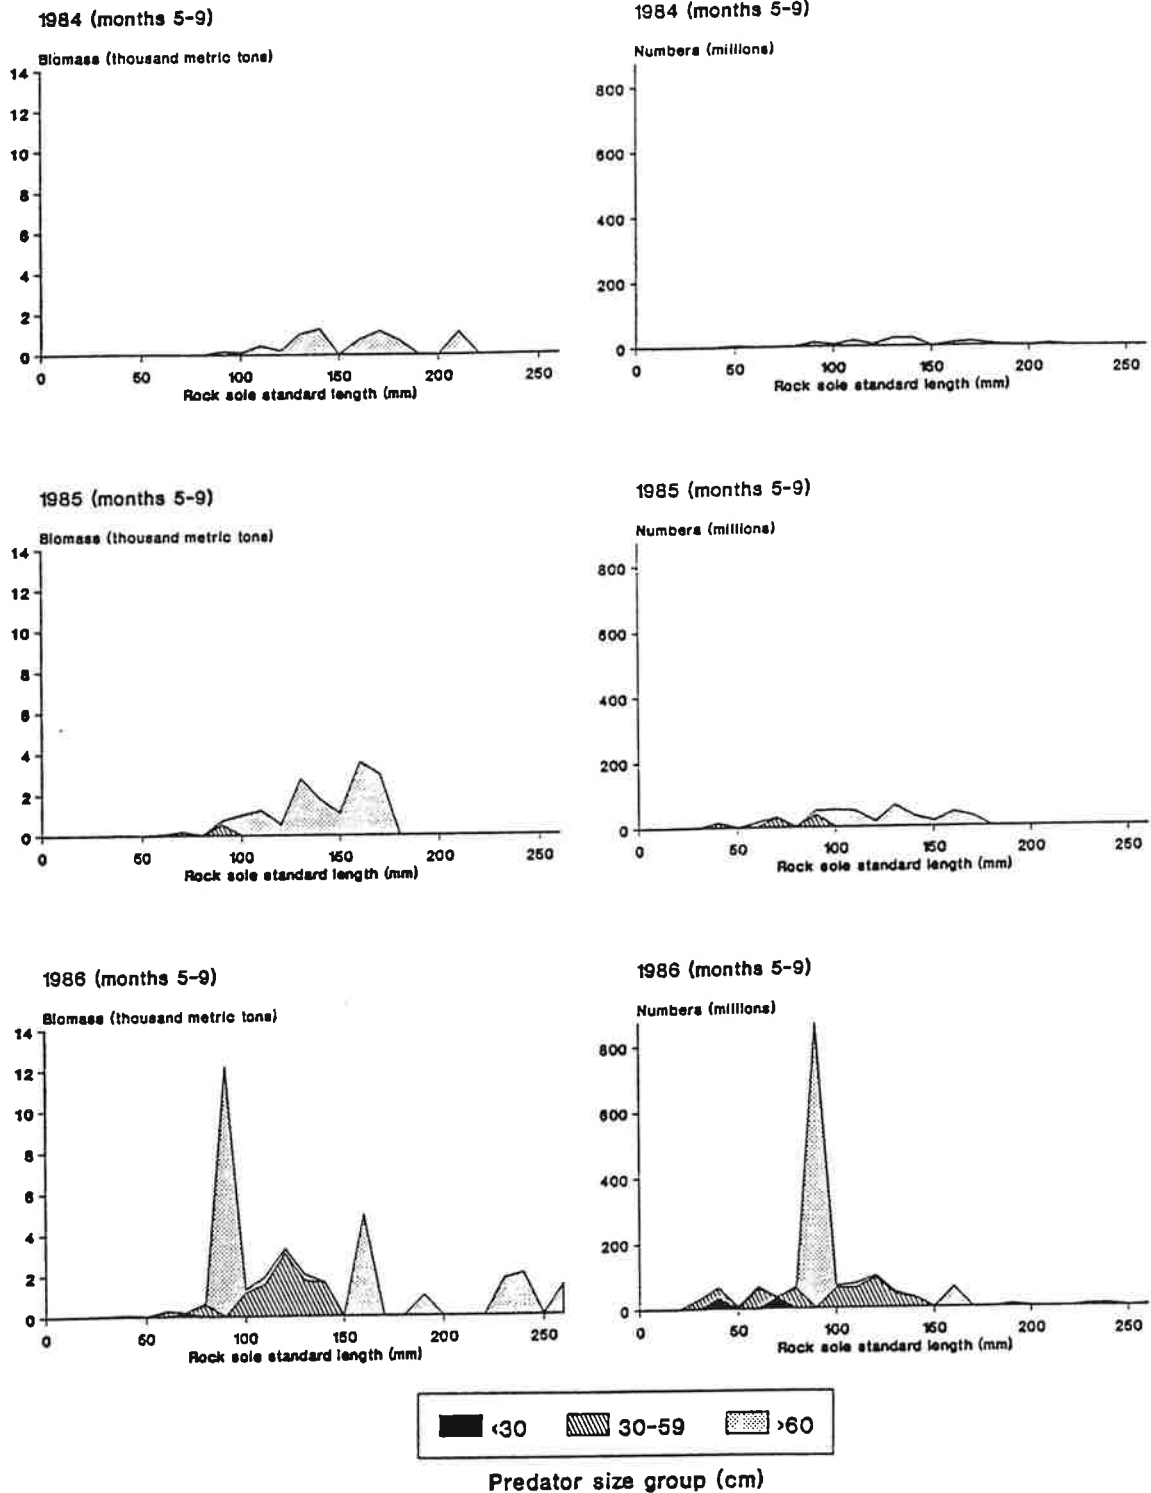 1984 (months 5-9)
Biomass (thousand metric tons)
14
12
10
8
6
4
2
0
0 50 100 150 200 250
Rock sole standard length (mm)
1984 (months 5-9)
Numbers (millions)
800
600
400
200
0
0 50 100 150 200 250
Rock sole standard length (mm)
1985 (months 5-9)
Biomass (thousand metric tons)
14
12
10
8
6
4
2
0
0 50 100 150 200 250
Rock sole standard length (mm)
1985 (months 5-9)
Numbers (millions)
800
600
400
200
0
0 50 100 150 200 250
Rock sole standard length (mm)
1986 (months 5-9)
Biomass (thousand metric tons)
14
12
10
8
6
4
2
0
0 50 100 150 200 250
Rock sole standard length (mm)
1986 (months 5-9)
Numbers (millions)
800
600
400
200
0
0 50 100 150 200 250
Rock sole standard length (mm)
<30 30-59 >60
Predator size group (cm)